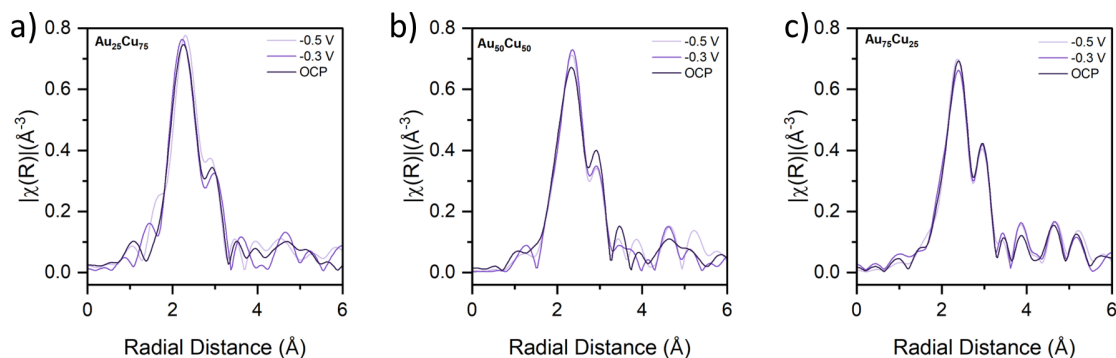 a)
Au₂₅Cu₇₅
-0.5 V
-0.3 V
OCP
|χ(R)|(Å⁻³)
0.8
0.6
0.4
0.2
0.0
0 2 4 6
Radial Distance (Å)
b)
Au₅₀Cu₅₀
-0.5 V
-0.3 V
OCP
|χ(R)|(Å⁻³)
0.8
0.6
0.4
0.2
0.0
0 2 4 6
Radial Distance (Å)
c)
Au₇₅Cu₂₅
-0.5 V
-0.3 V
OCP
|χ(R)|(Å⁻³)
0.8
0.6
0.4
0.2
0.0
0 2 4 6
Radial Distance (Å)